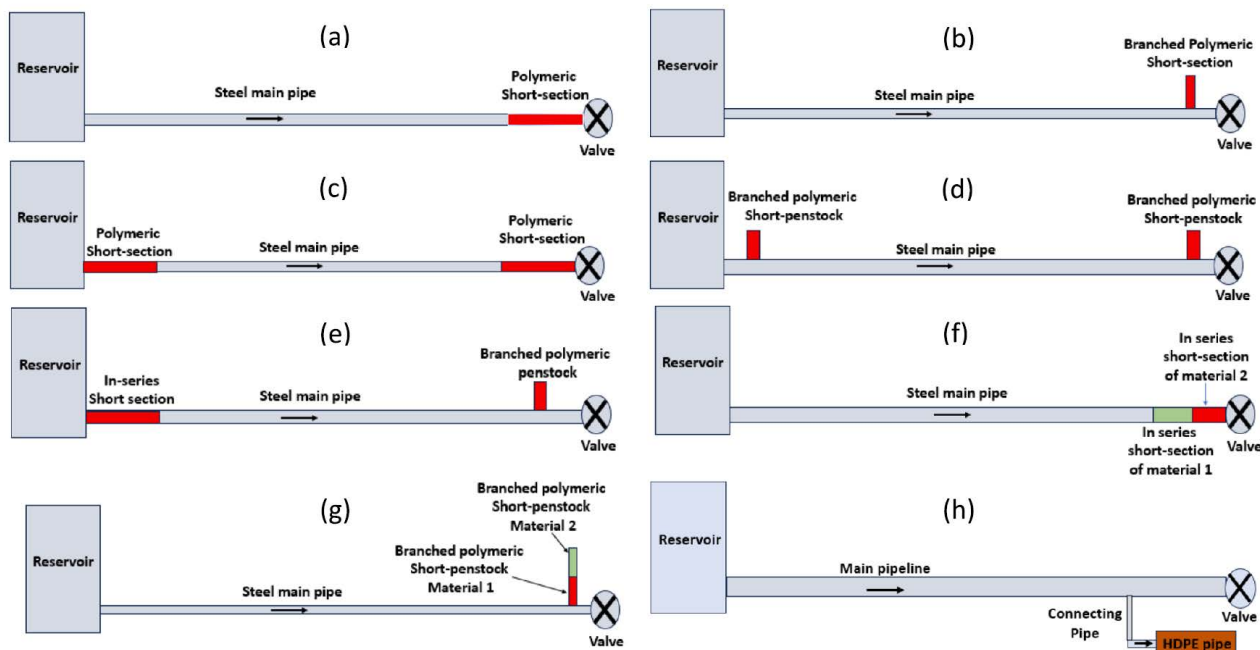 (a)
Reservoir
Steel main pipe
Polymeric
Short-section
Valve
(b)
Reservoir
Branched Polymeric
Short-section
Steel main pipe
Valve
(c)
Reservoir
Polymeric
Short-section
Steel main pipe
Polymeric
Short-section
Valve
(d)
Reservoir
Branched polymeric
Short-penstock
Steel main pipe
Branched polymeric
Short-penstock
Valve
(e)
Reservoir
In-series
Short section
Steel main pipe
Branched polymeric
penstock
Valve
(f)
Reservoir
Steel main pipe
In series
short-section
of material 2
In series
short-section
of material 1
Valve
(g)
Reservoir
Steel main pipe
Branched polymeric
Short-penstock
Material 2
Branched polymeric
Short-penstock
Material 1
Valve
(h)
Reservoir
Main pipeline
Connecting
Pipe
HDPE pipe
Valve